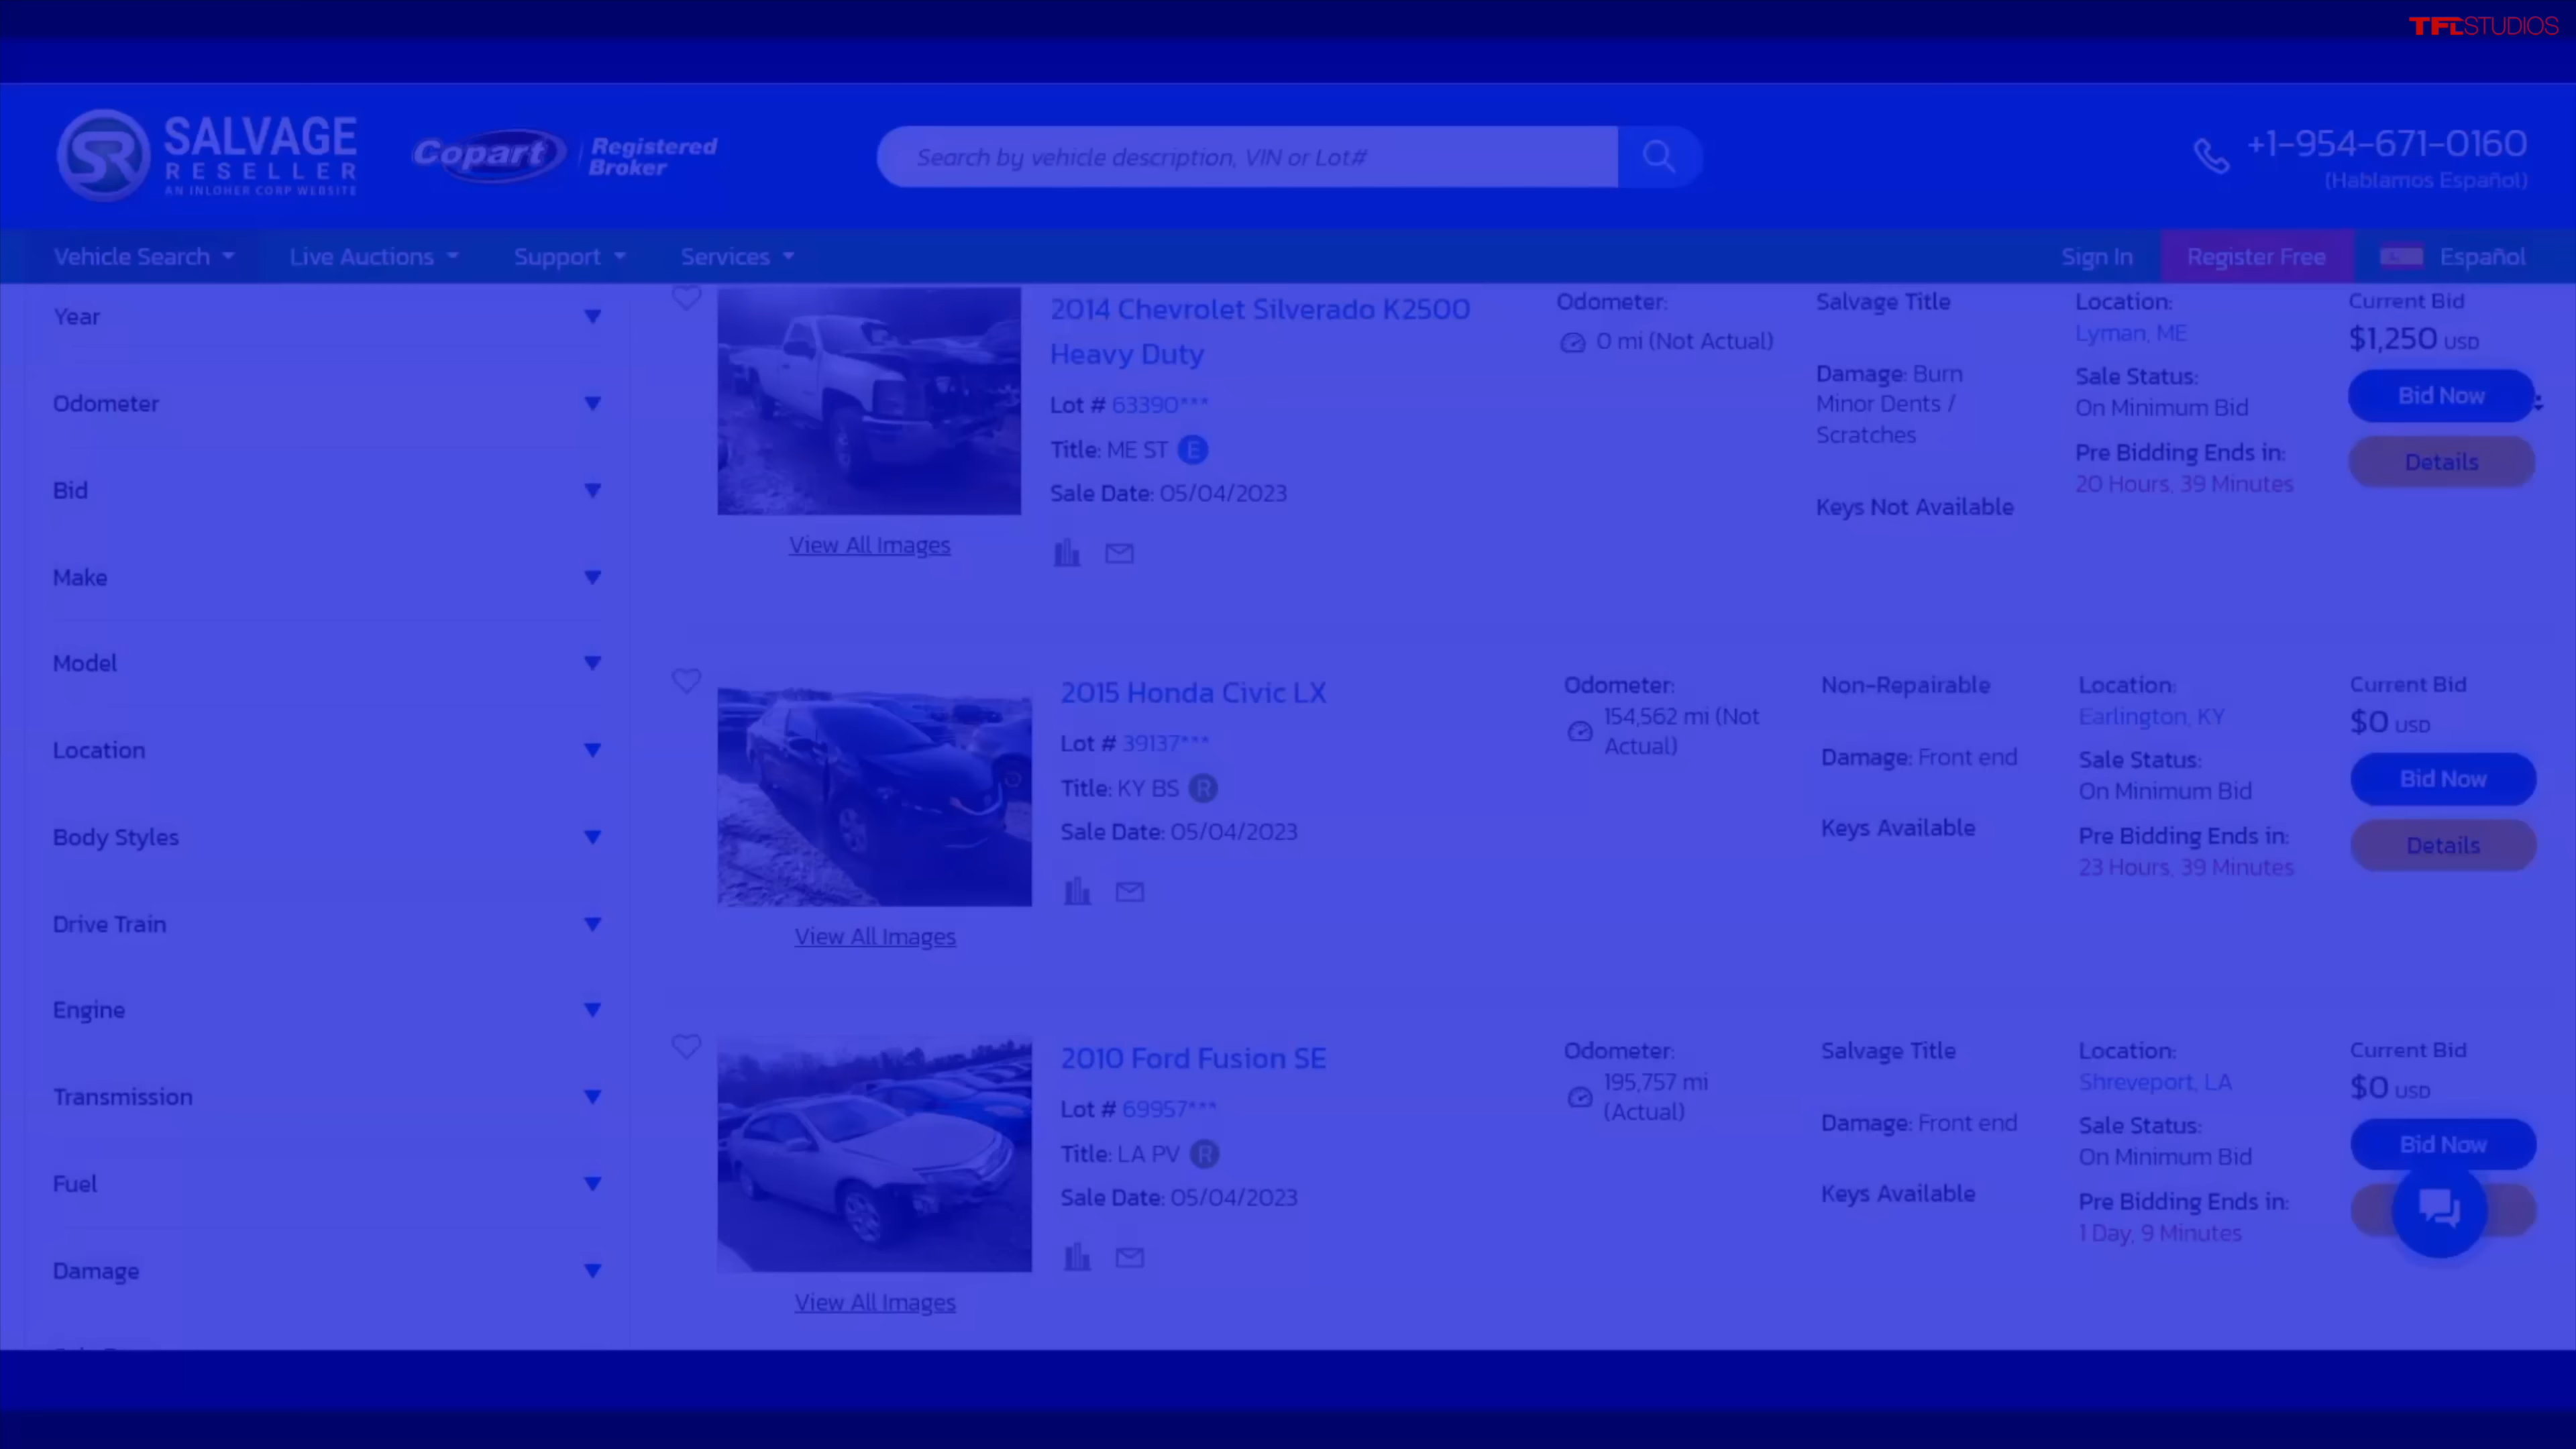 TFLSTUDIOS
SALVAGE
RESELLER
AN INLOHER CORP WEBSITE
Copart
Registered
Broker
Search by vehicle description, VIN or Lot#
+1-954-671-0160
(Hablamos Español)
Vehicle Search
Live Auctions
Support
Services
Sign In
Register Free
Español
Year
Odometer
Bid
Make
Model
Location
Body Styles
Drive Train
Engine
Transmission
Fuel
Damage
2014 Chevrolet Silverado K2500
Heavy Duty
Lot # 63390***
Title: ME ST E
Sale Date: 05/04/2023
View All Images
Odometer:
0 mi (Not Actual)
Salvage Title
Damage: Burn
Minor Dents /
Scratches
Keys Not Available
Location:
Lyman, ME
Sale Status:
On Minimum Bid
Pre Bidding Ends in:
20 Hours, 39 Minutes
Current Bid
$1,250 USD
Bid Now
Details
2015 Honda Civic LX
Lot # 39137***
Title: KY BS R
Sale Date: 05/04/2023
View All Images
Odometer:
154,562 mi (Not
Actual)
Non-Repairable
Damage: Front end
Keys Available
Location:
Earlington, KY
Sale Status:
On Minimum Bid
Pre Bidding Ends in:
23 Hours, 39 Minutes
Current Bid
$0 USD
Bid Now
Details
2010 Ford Fusion SE
Lot # 69957***
Title: LA PV R
Sale Date: 05/04/2023
View All Images
Odometer:
195,757 mi
(Actual)
Salvage Title
Damage: Front end
Keys Available
Location:
Shreveport, LA
Sale Status:
On Minimum Bid
Pre Bidding Ends in:
1 Day, 9 Minutes
Current Bid
$0 USD
Bid Now